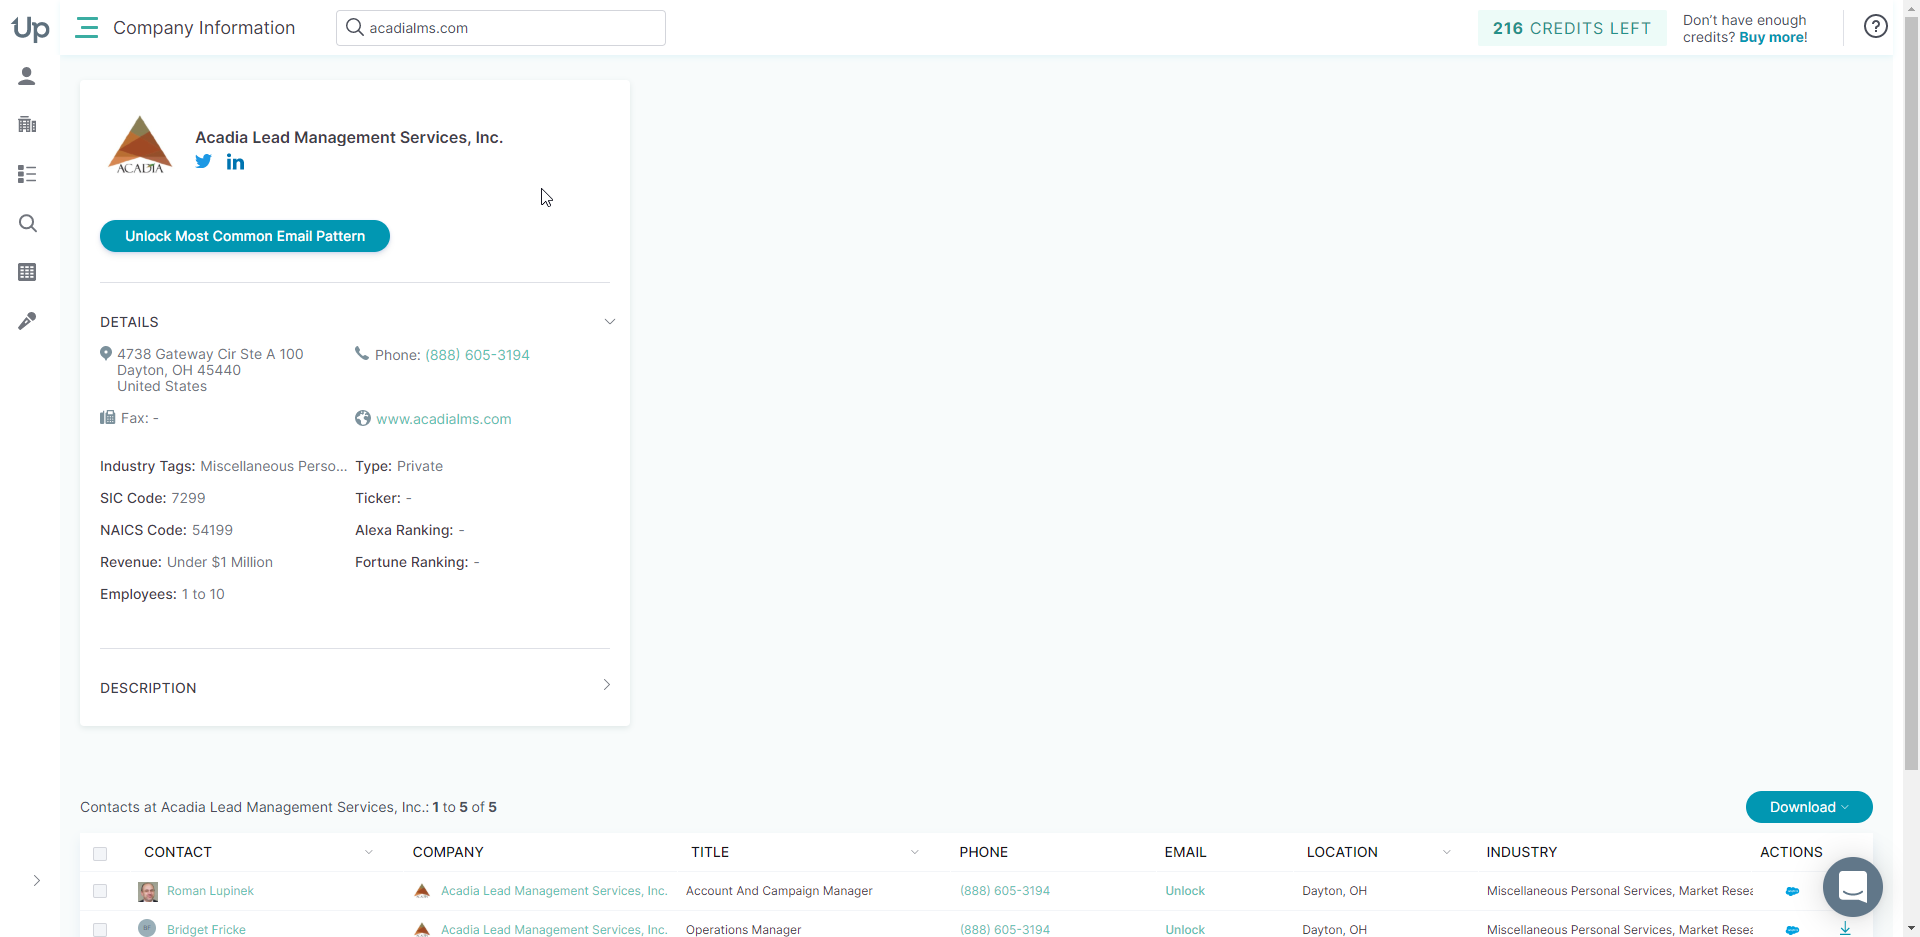 Up
Company Information
acadialms.com
216 CREDITS LEFT
Don't have enough
credits? Buy more!
?
ACADIA
Acadia Lead Management Services, Inc.
in
Unlock Most Common Email Pattern
DETAILS
4738 Gateway Cir Ste A 100
Dayton, OH 45440
United States
Phone: (888) 605-3194
Fax: -
www.acadialms.com
Industry Tags: Miscellaneous Perso... Type: Private
SIC Code: 7299 Ticker: -
NAICS Code: 54199 Alexa Ranking: -
Revenue: Under $1 Million Fortune Ranking: -
Employees: 1 to 10
DESCRIPTION
Contacts at Acadia Lead Management Services, Inc.: 1 to 5 of 5
Download
CONTACT COMPANY TITLE PHONE EMAIL LOCATION INDUSTRY ACTIONS
Roman Lupinek Acadia Lead Management Services, Inc. Account And Campaign Manager (888) 605-3194 Unlock Dayton, OH Miscellaneous Personal Services, Market Resea
BF Bridget Fricke Acadia Lead Management Services, Inc. Operations Manager (888) 605-3194 Unlock Dayton, OH Miscellaneous Personal Services, Market Resea